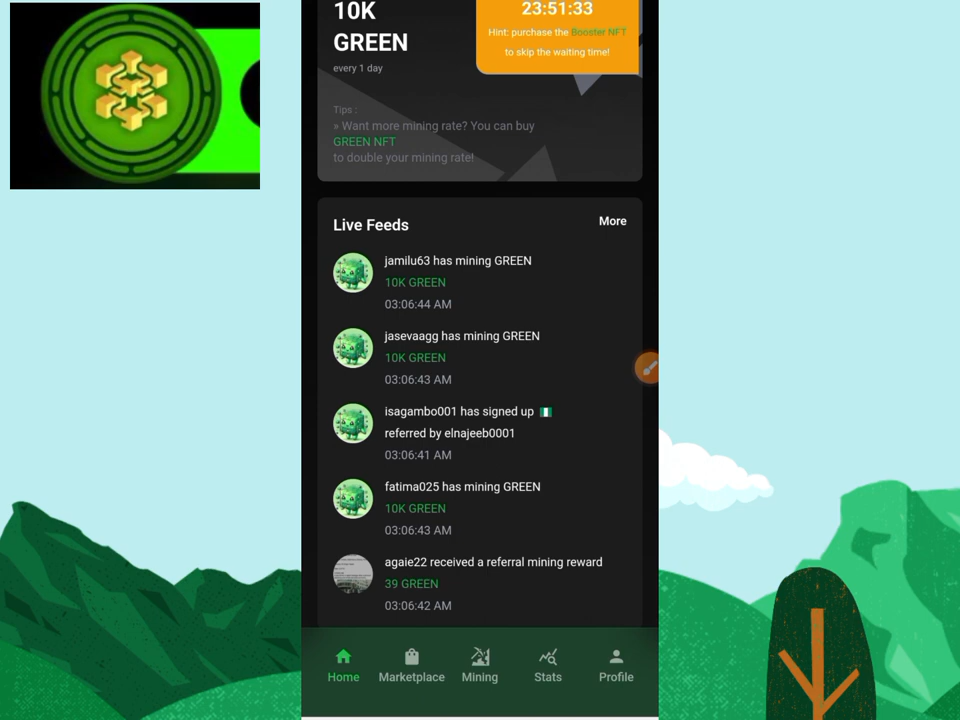 10K
GREEN
every 1 day
23:51:33
Hint: purchase the Booster NFT
to skip the waiting time!
Tips :
» Want more mining rate? You can buy
GREEN NFT
to double your mining rate!
Live Feeds
More
jamilu63 has mining GREEN
10K GREEN
03:06:44 AM
jasevaagg has mining GREEN
10K GREEN
03:06:43 AM
isagambo001 has signed up
referred by elnajeeb0001
03:06:41 AM
fatima025 has mining GREEN
10K GREEN
03:06:43 AM
agaie22 received a referral mining reward
39 GREEN
03:06:42 AM
Home
Marketplace
Mining
Stats
Profile